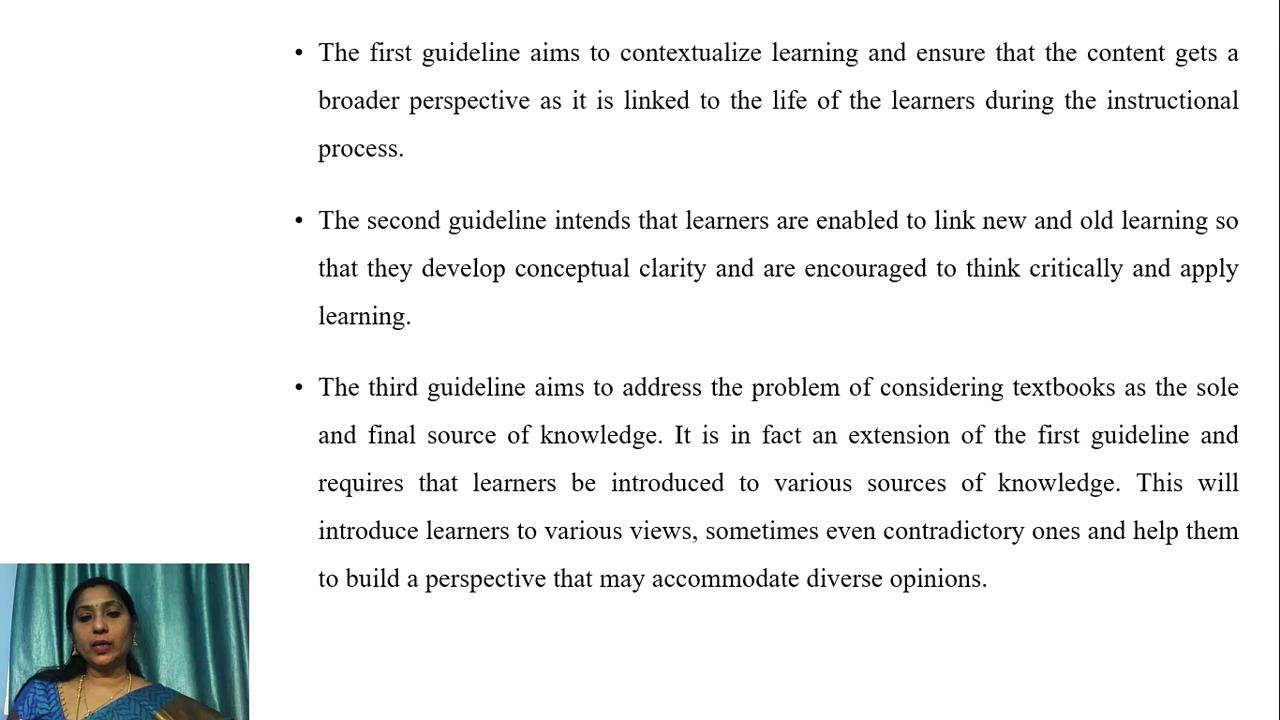 • The first guideline aims to contextualize learning and ensure that the content gets a
broader perspective as it is linked to the life of the learners during the instructional
process.
• The second guideline intends that learners are enabled to link new and old learning so
that they develop conceptual clarity and are encouraged to think critically and apply
learning.
• The third guideline aims to address the problem of considering textbooks as the sole
and final source of knowledge. It is in fact an extension of the first guideline and
requires that learners be introduced to various sources of knowledge. This will
introduce learners to various views, sometimes even contradictory ones and help them
to build a perspective that may accommodate diverse opinions.